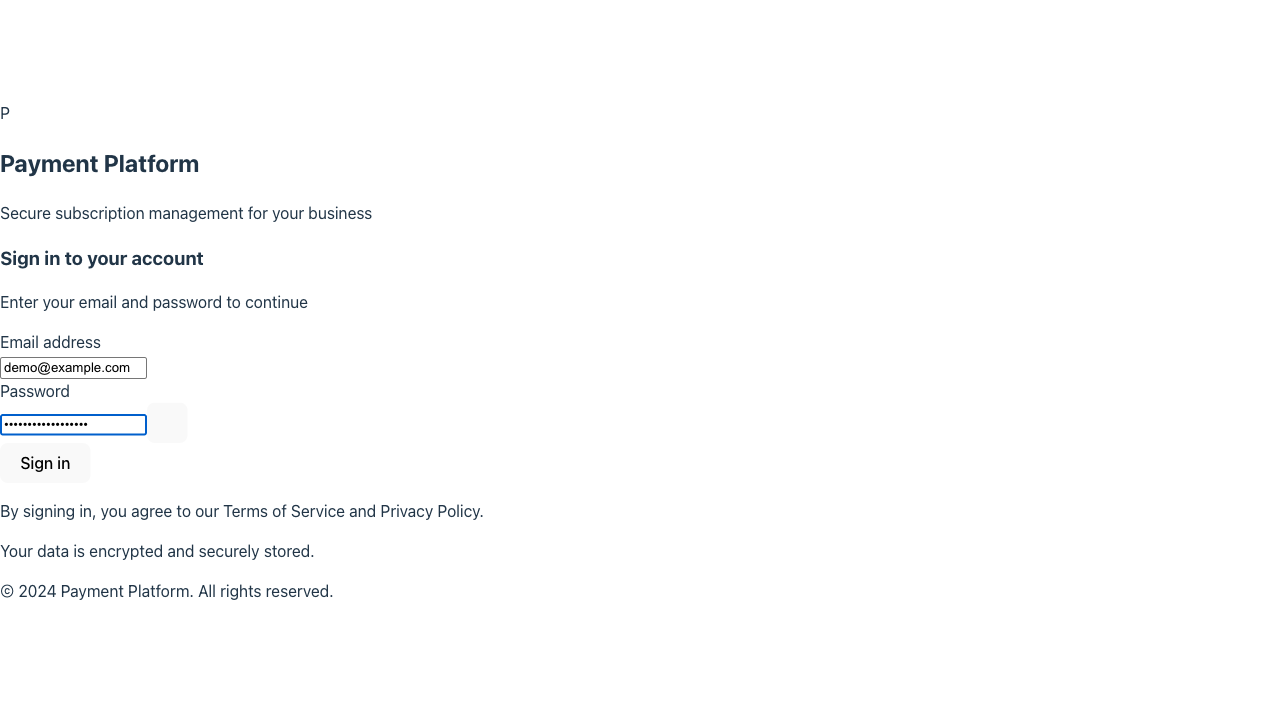 P
Payment Platform
Secure subscription management for your business
Sign in to your account
Enter your email and password to continue
Email address
demo@example.com
Password
•••••••••••••••••
Sign in
By signing in, you agree to our Terms of Service and Privacy Policy.
Your data is encrypted and securely stored.
© 2024 Payment Platform. All rights reserved.